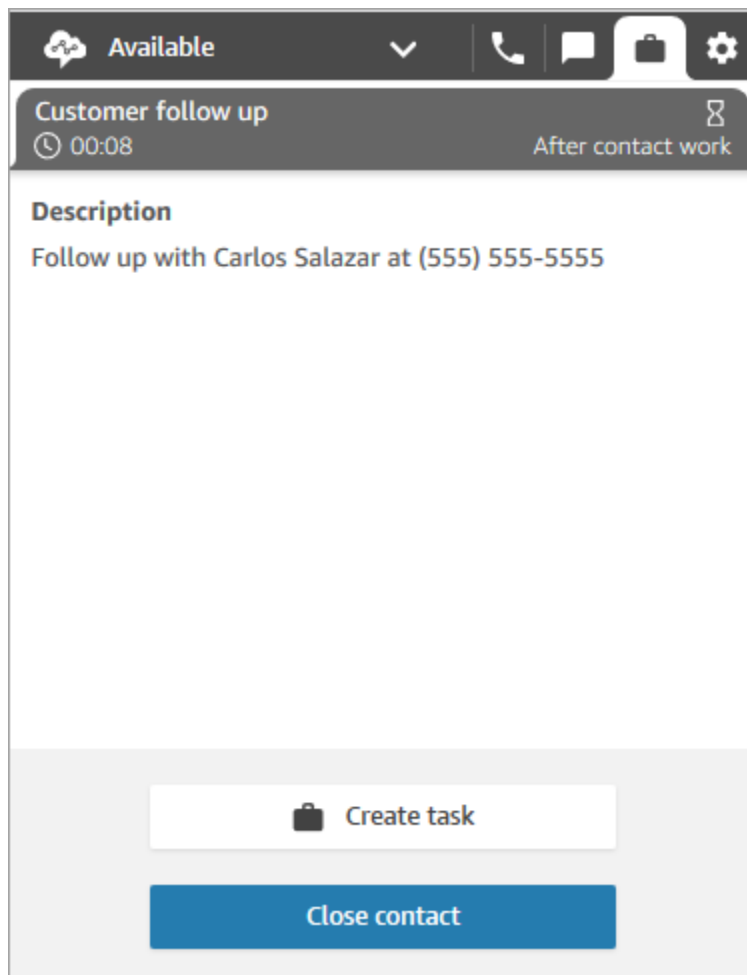 Available
Customer follow up
00:08 After contact work
Description
Follow up with Carlos Salazar at (555) 555-5555
Create task
Close contact